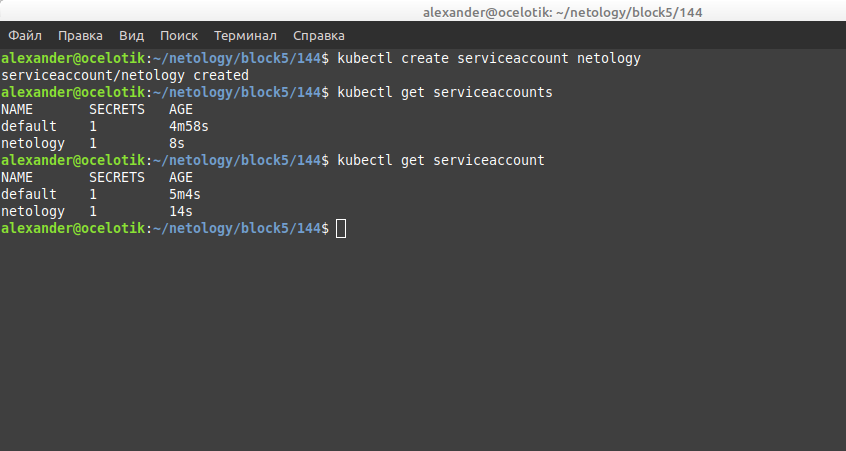 alexander@ocelotik: ~/netology/block5/144
Файл Правка Вид Поиск Терминал Справка
alexander@ocelotik:~/netology/block5/144$ kubectl create serviceaccount netology
serviceaccount/netology created
alexander@ocelotik:~/netology/block5/144$ kubectl get serviceaccounts
NAME       SECRETS   AGE
default    1         4m58s
netology   1         8s
alexander@ocelotik:~/netology/block5/144$ kubectl get serviceaccount
NAME       SECRETS   AGE
default    1         5m4s
netology   1         14s
alexander@ocelotik:~/netology/block5/144$